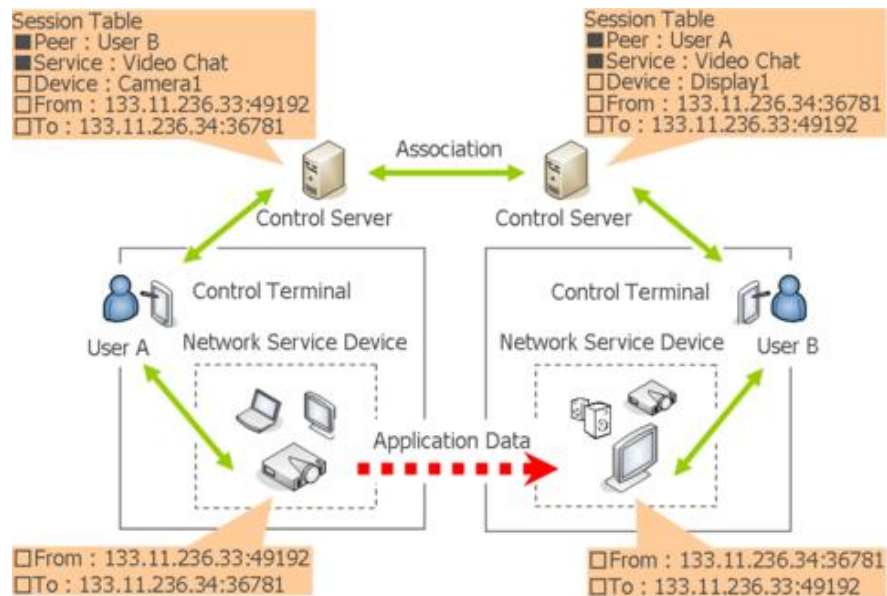 Session Table
■Peer : User B
■Service : Video Chat
□Device : Camera1
□From : 133.11.236.33:49192
□To : 133.11.236.34:36781
Session Table
■Peer : User A
■Service : Video Chat
□Device : Display1
□From : 133.11.236.34:36781
□To : 133.11.236.33:49192
Association
Control Server
Control Server
Control Terminal
Control Terminal
User A
Network Service Device
Network Service Device
User B
Application Data
□From : 133.11.236.33:49192
□To : 133.11.236.34:36781
□From : 133.11.236.34:36781
□To : 133.11.236.33:49192